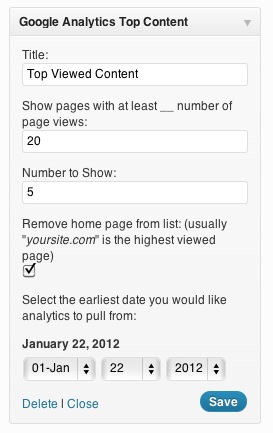 Google Analytics Top Content
Title:
Top Viewed Content
Show pages with at least __ number of
page views:
20
Number to Show:
5
Remove home page from list: (usually
"yoursite.com" is the highest viewed
page)
Select the earliest date you would like
analytics to pull from:
January 22, 2012
01-Jan 22 2012
Delete | Close Save